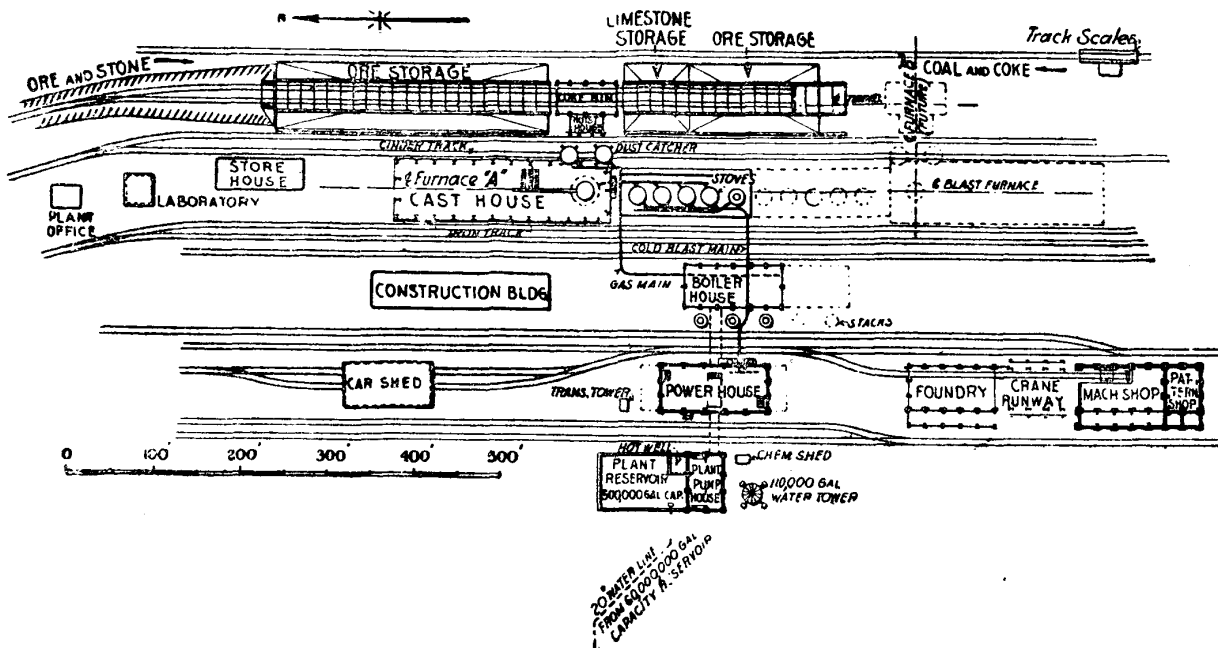 N
LIMESTONE
STORAGE
ORE STORAGE
Track Scales
ORE AND STONE
ORE STORAGE
COAL AND COKE
COKE BIN
HOIST
HOUSE
CINDER TRACK
DUST CATCHER
STORE
HOUSE
LABORATORY
PLANT
OFFICE
℄ Furnace "A"
CAST HOUSE
STOVES
℄ BLAST FURNACE
IRON TRACK
COLD BLAST MAIN
GAS MAIN
BOILER
HOUSE
CONSTRUCTION BLDG.
STACKS
CAR SHED
TRANS. TOWER
POWER HOUSE
FOUNDRY
CRANE
RUNWAY
MACH SHOP
PAT-
TERN
SHOP
0 100 200 300 400 500'
HOT WELL
PLANT
RESERVOIR
500,000 GAL CAP.
PLANT
PUMP
HOUSE
CHEM SHED
110,000 GAL
WATER TOWER
20" WATER LINE
FROM 60,000,000 GAL
CAPACITY RESERVOIR